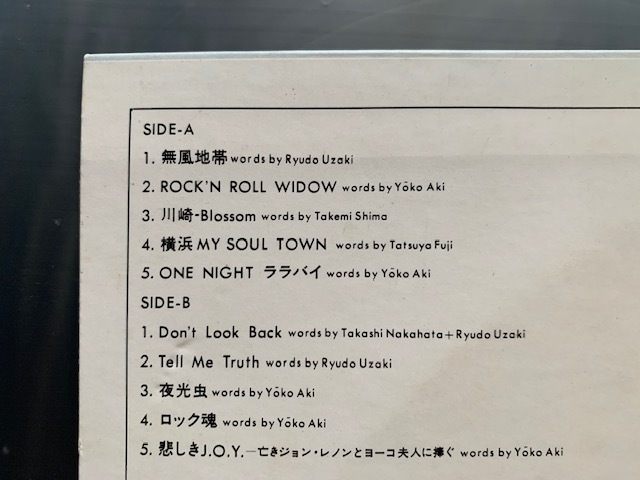 SIDE-A
1. 無風地帯 words by Ryudo Uzaki
2. ROCK'N ROLL WIDOW words by Yōko Aki
3. 川崎-Blossom words by Takemi Shima
4. 横浜 MY SOUL TOWN words by Tatsuya Fuji
5. ONE NIGHT ララバイ words by Yōko Aki
SIDE-B
1. Don't Look Back words by Takashi Nakahata+Ryudo Uzaki
2. Tell Me Truth words by Ryudo Uzaki
3. 夜光虫 words by Yōko Aki
4. ロック魂 words by Yōko Aki
5. 悲しきJ.O.Y.—亡きジョン・レノンとヨーコ夫人に捧ぐ words by Yōko Aki